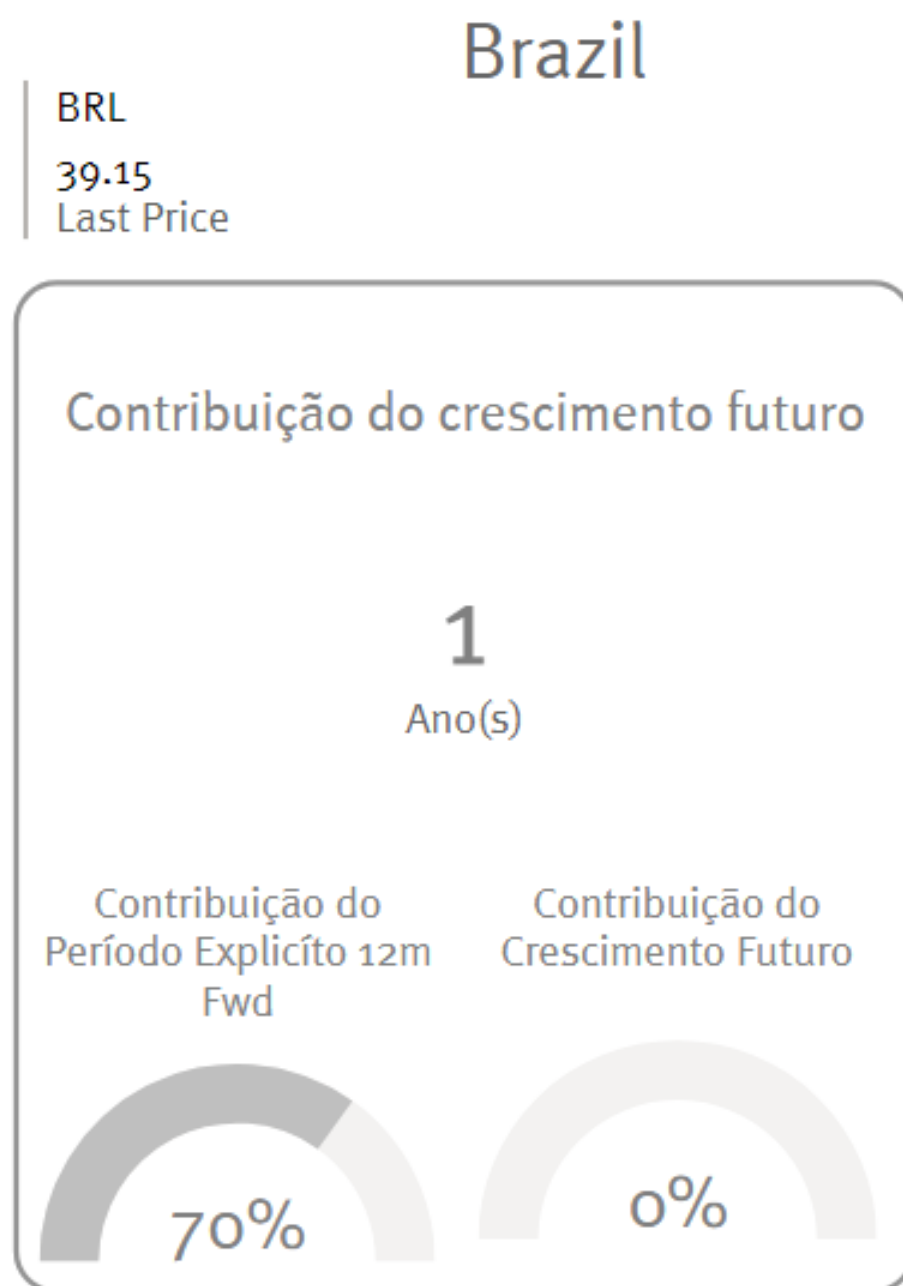 Brazil
BRL
39.15
Last Price
Contribuição do crescimento futuro
1
Ano(s)
Contribuição do
Período Explicíto 12m
Fwd
Contribuição do
Crescimento Futuro
70%
0%